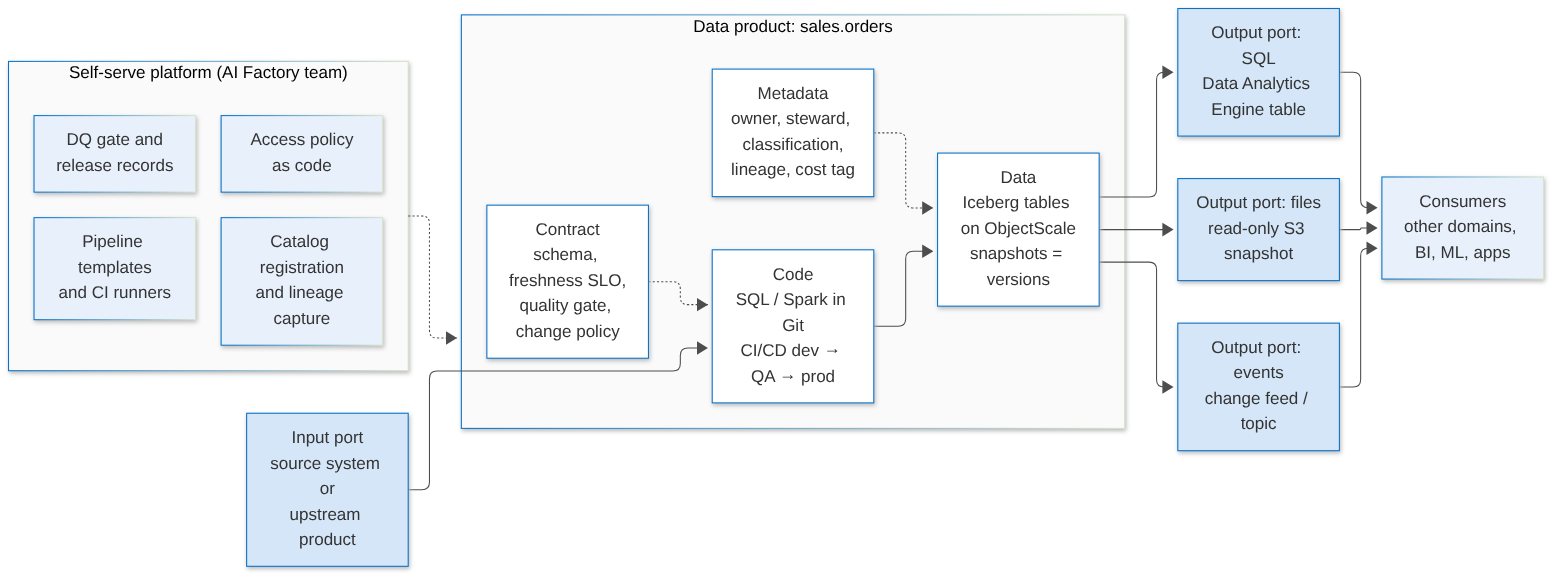 Self-serve platform (AI Factory team)
DQ gate and
release records
Access policy
as code
Pipeline
templates
and CI runners
Catalog
registration
and lineage
capture
Input port
source system
or
upstream
product
Data product: sales.orders
Contract
schema,
freshness SLO,
quality gate,
change policy
Metadata
owner, steward,
classification,
lineage, cost tag
Code
SQL / Spark in
Git
CI/CD dev →
QA → prod
Data
Iceberg tables
on ObjectScale
snapshots =
versions
Output port:
SQL
Data Analytics
Engine table
Output port: files
read-only S3
snapshot
Output port:
events
change feed /
topic
Consumers
other domains,
BI, ML, apps